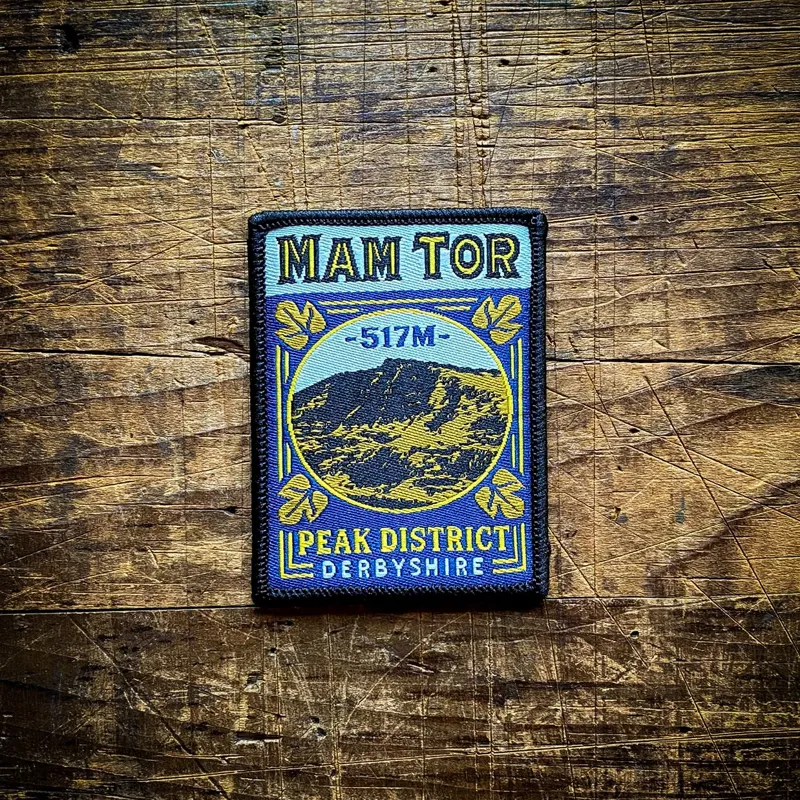 MAM TOR
-517M-
PEAK DISTRICT
DERBYSHIRE